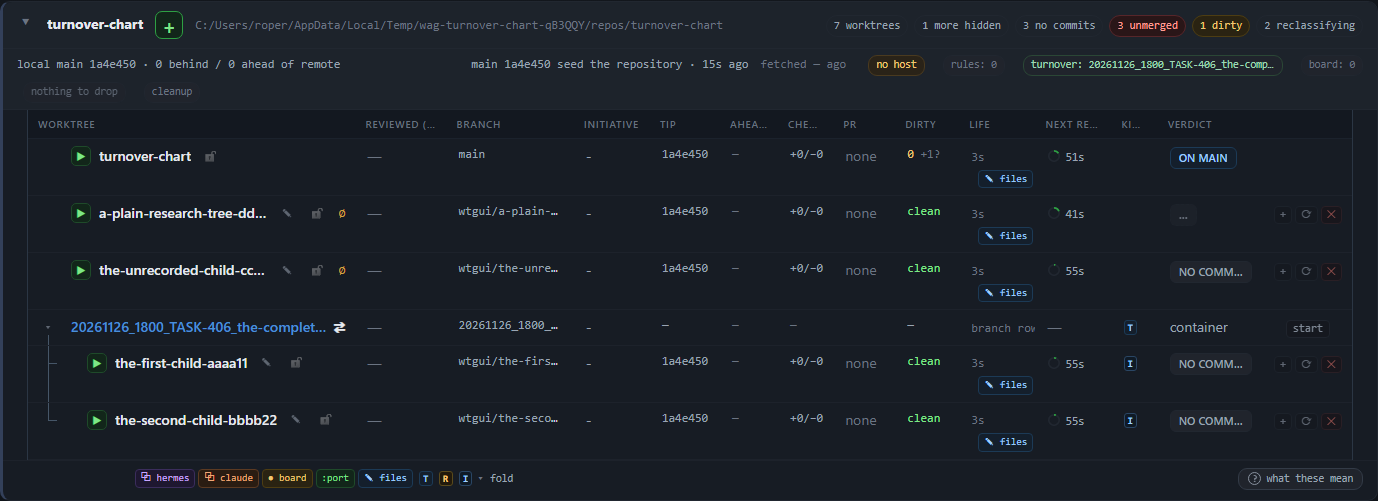 turnover-chart + C:/Users/roper/AppData/Local/Temp/wag-turnover-chart-qB3QQY/repos/turnover-chart 7 worktrees 1 more hidden 3 no commits 3 unmerged 1 dirty 2 reclassifying
local main 1a4e450 · 0 behind / 0 ahead of remote main 1a4e450 seed the repository · 15s ago fetched — ago no host rules: 0 turnover: 20261126_1800_TASK-406_the-comp… board: 0
nothing to drop cleanup
WORKTREE REVIEWED (… BRANCH INITIATIVE TIP AHEA… CHE… PR DIRTY LIFE NEXT RE… KI… VERDICT
turnover-chart — main - 1a4e450 — +0/-0 none 0 +1? 3s 51s ON MAIN
files
a-plain-research-tree-dd… ø — wtgui/a-plain-… - 1a4e450 — +0/-0 none clean 3s 41s … +
files
the-unrecorded-child-cc… ø — wtgui/the-unre… - 1a4e450 — +0/-0 none clean 3s 55s NO COMM… +
files
20261126_1800_TASK-406_the-complet… — 20261126_1800_… - — — — — branch row — T container start
the-first-child-aaaa11 — wtgui/the-firs… - 1a4e450 — +0/-0 none clean 3s 55s I NO COMM… +
files
the-second-child-bbbb22 — wtgui/the-seco… - 1a4e450 — +0/-0 none clean 3s 55s I NO COMM… +
files
hermes claude board :port files T R I fold ? what these mean